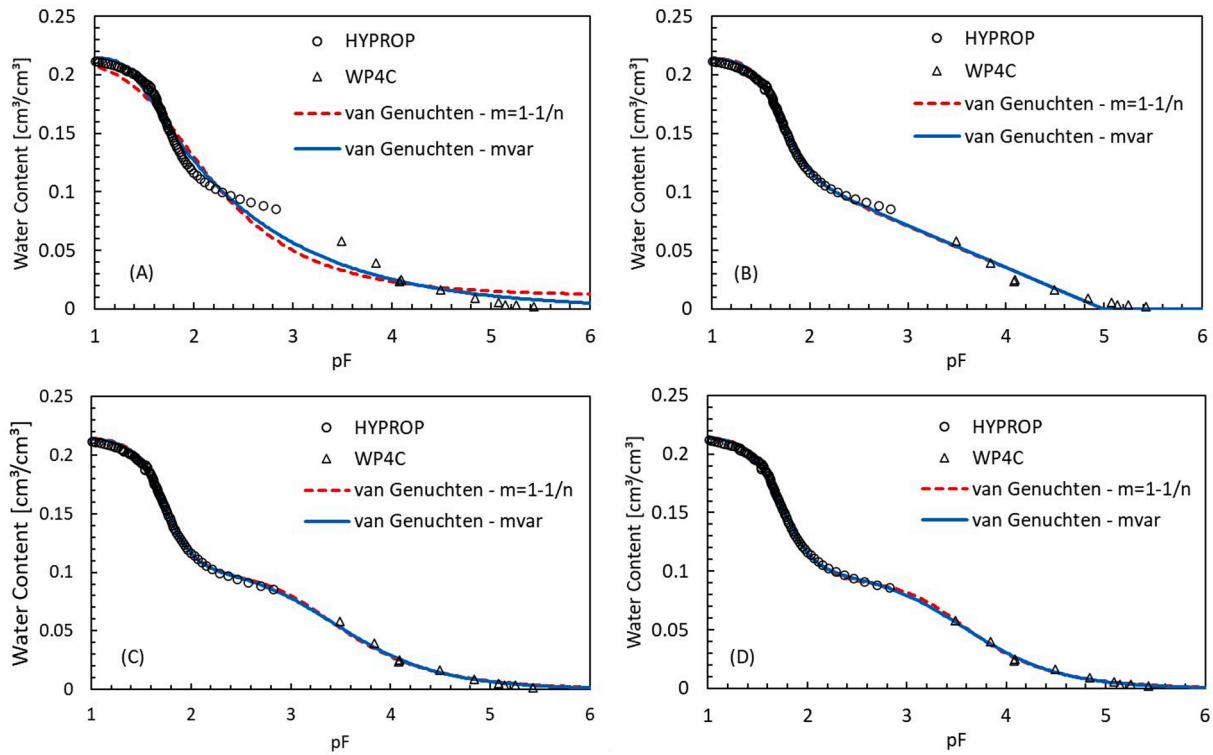 0.25
0.2
0.15
0.1
0.05
0
Water Content [cm³/cm³]
HYPROP
WP4C
van Genuchten - m=1-1/n
van Genuchten - mvar
(A)
1 2 3 4 5 6
pF
0.25
0.2
0.15
0.1
0.05
0
Water Content [cm³/cm³]
HYPROP
WP4C
van Genuchten - m=1-1/n
van Genuchten - mvar
(B)
1 2 3 4 5 6
pF
0.25
0.2
0.15
0.1
0.05
0
Water Content [cm³/cm³]
HYPROP
WP4C
van Genuchten - m=1-1/n
van Genuchten - mvar
(C)
1 2 3 4 5 6
pF
0.25
0.2
0.15
0.1
0.05
0
Water Content [cm³/cm³]
HYPROP
WP4C
van Genuchten - m=1-1/n
van Genuchten - mvar
(D)
1 2 3 4 5 6
pF